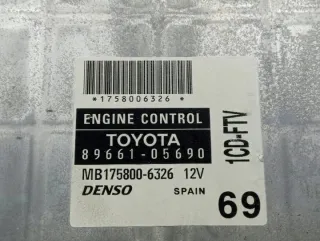 *1758006326*
ENGINE CONTROL
TOYOTA
89661-05690
MB175800-6326 12V
DENSO SPAIN
1CD-FTV
69